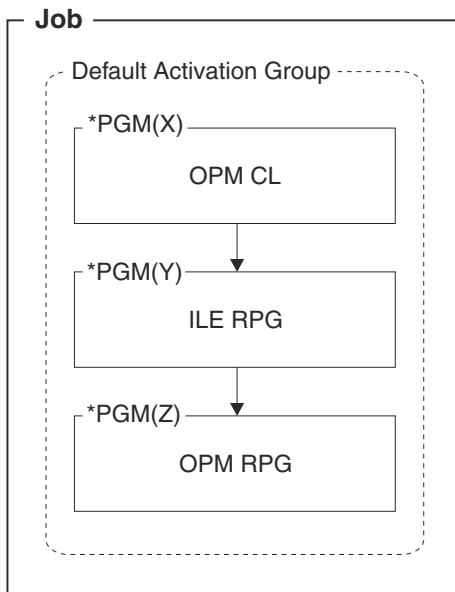 Job
Default Activation Group
*PGM(X)
OPM CL
*PGM(Y)
ILE RPG
*PGM(Z)
OPM RPG